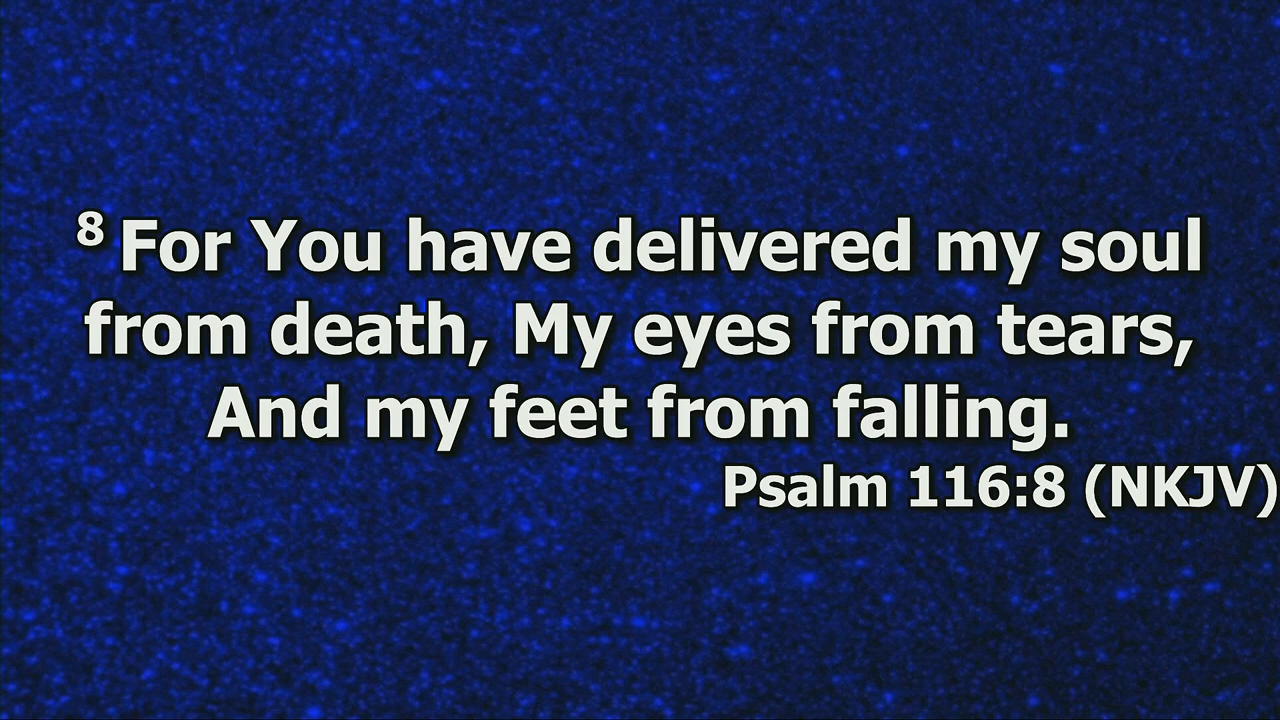 8 For You have delivered my soul
from death, My eyes from tears,
And my feet from falling.
Psalm 116:8 (NKJV)